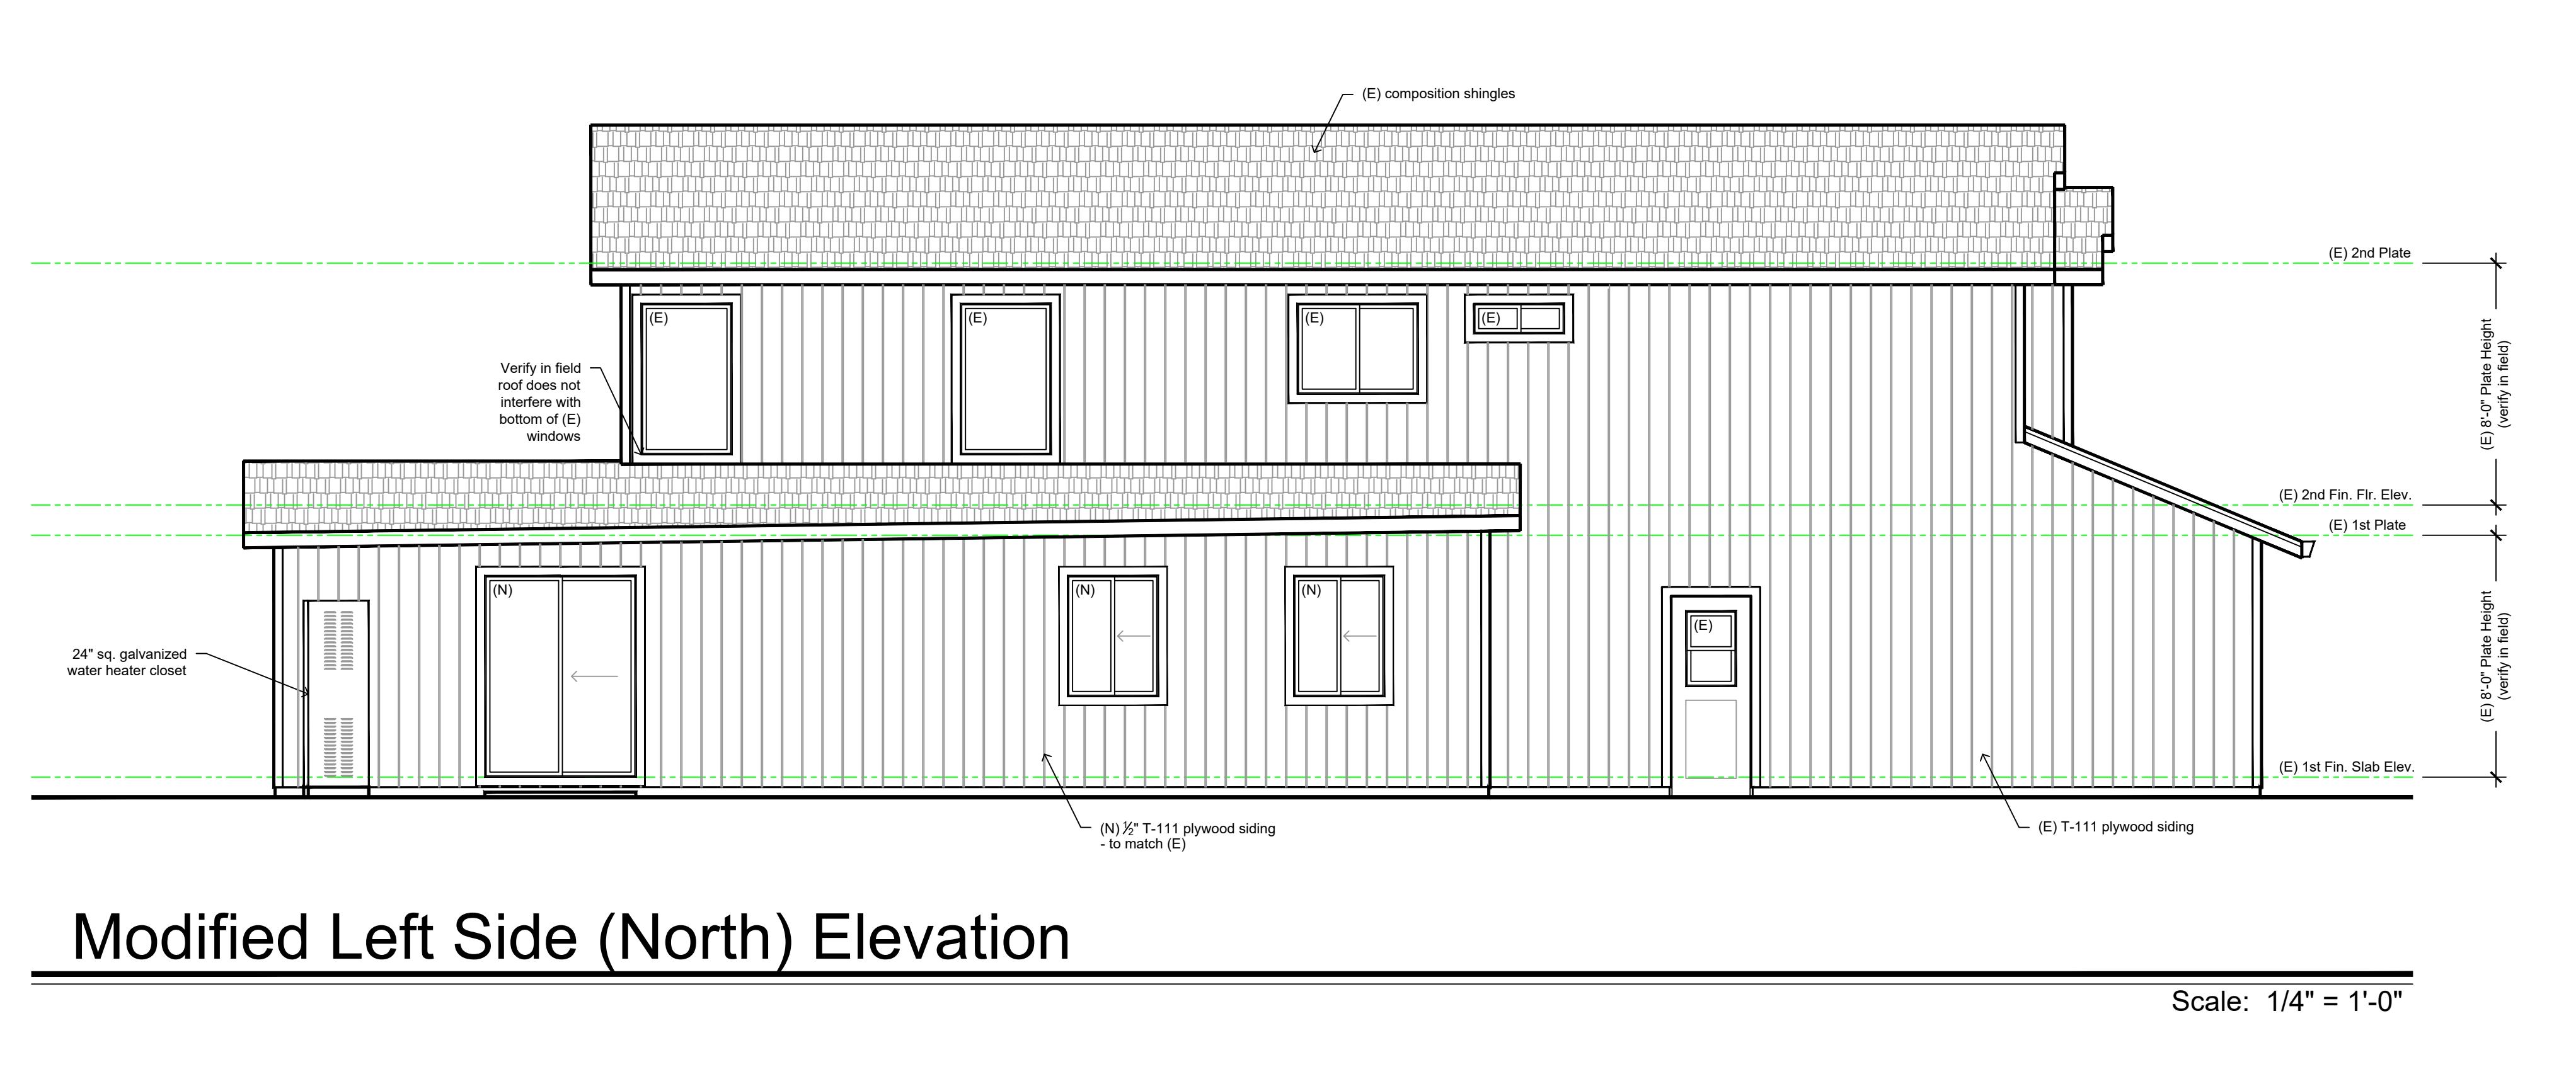 (E) composition shingles
(E) 2nd Plate
(E)
(E)
(E)
(E)
(E) 8'-0" Plate Height
(verify in field)
Verify in field
roof does not
interfere with
bottom of (E)
windows
(E) 2nd Fin. Flr. Elev.
(E) 1st Plate
(N)
(N)
(N)
(E)
(E) 8'-0" Plate Height
(verify in field)
24" sq. galvanized
water heater closet
(E) 1st Fin. Slab Elev.
(N) ½" T-111 plywood siding
- to match (E)
(E) T-111 plywood siding
Modified Left Side (North) Elevation
Scale: 1/4" = 1'-0"